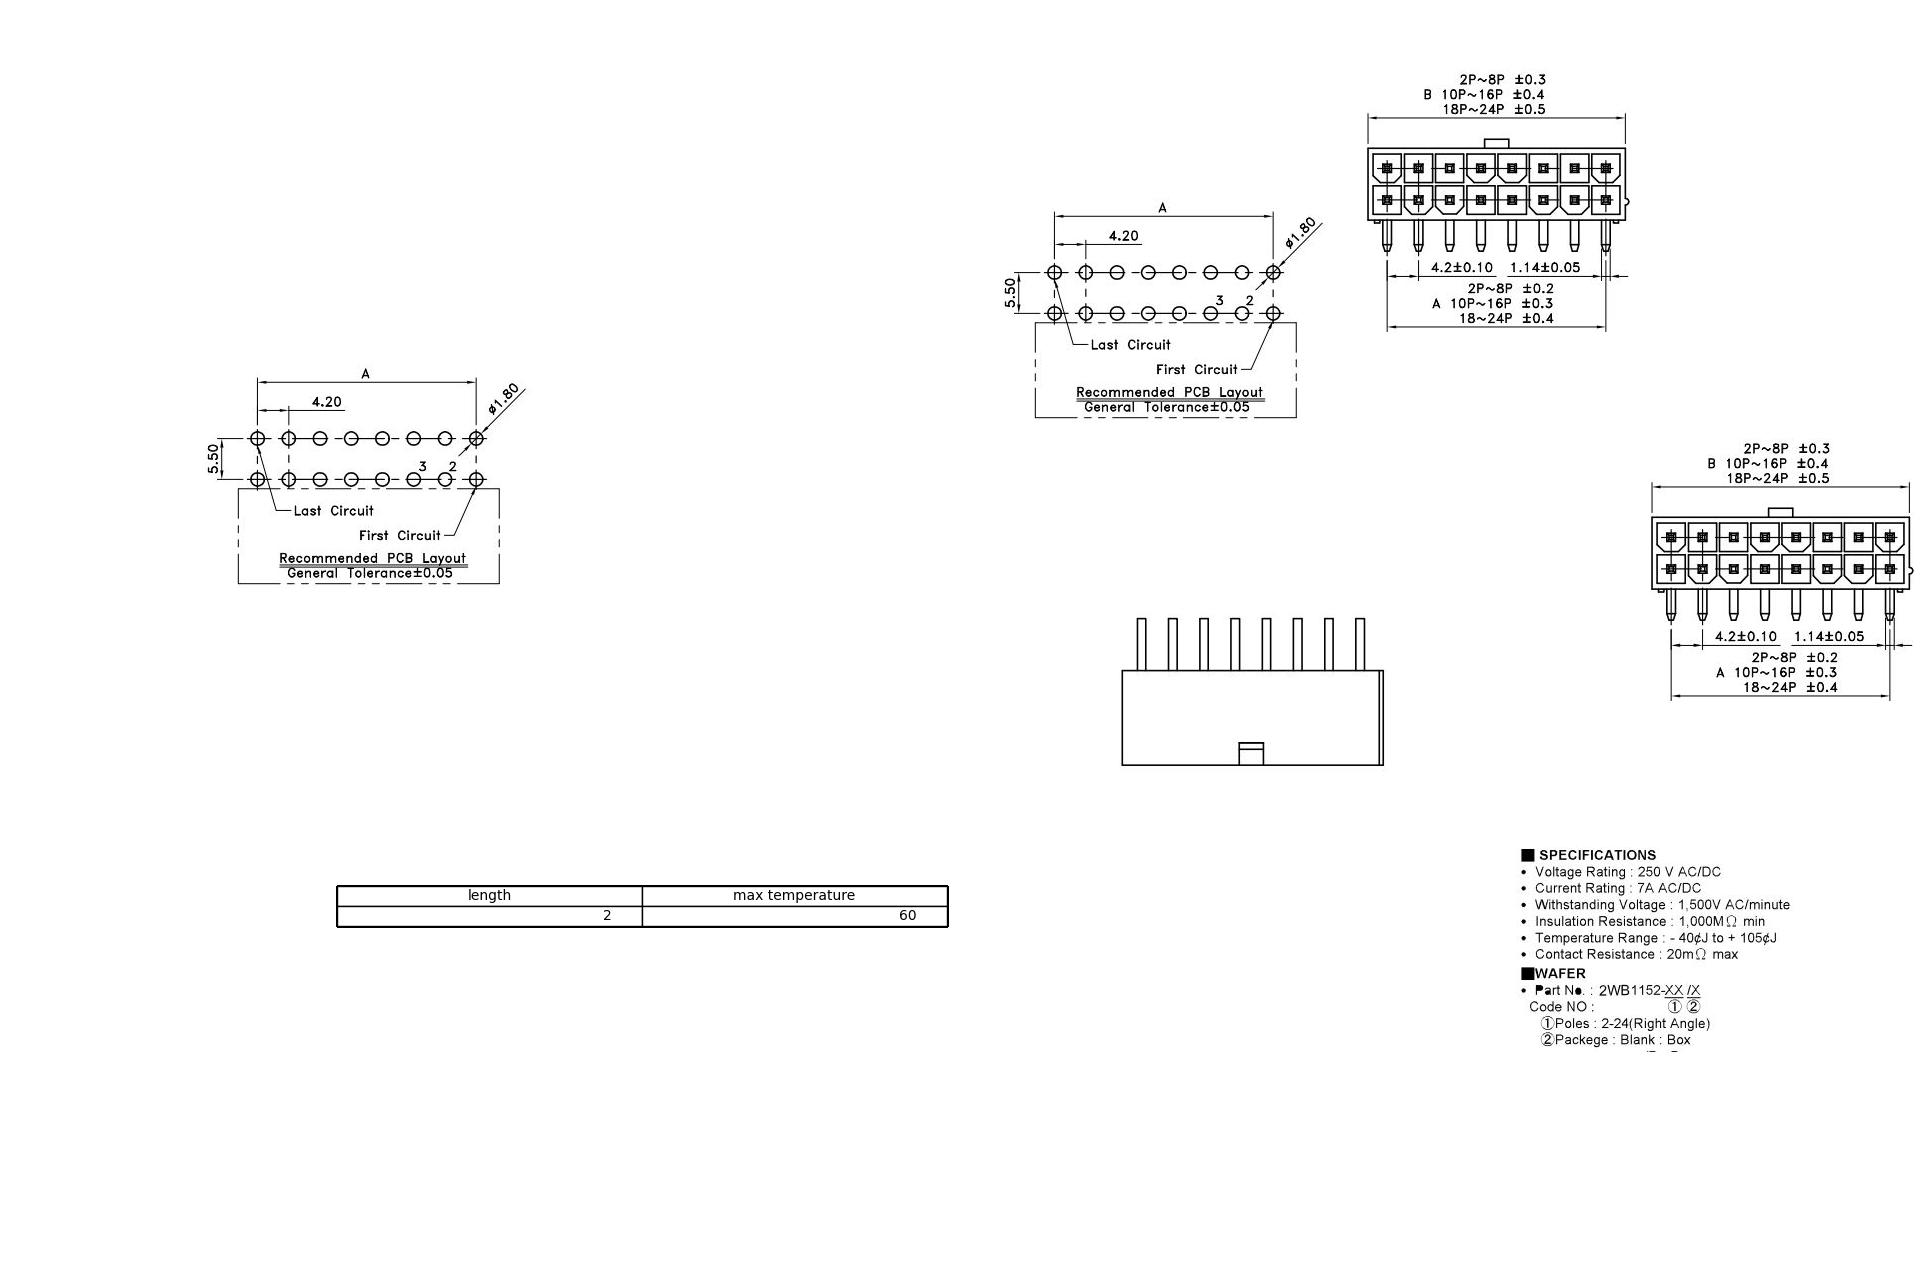 2P~8P ±0.3
B 10P~16P ±0.4
18P~24P ±0.5
4.2±0.10 1.14±0.05
2P~8P ±0.2
A 10P~16P ±0.3
18~24P ±0.4
A
4.20
ø1.80
5.50
3 2
Last Circuit
First Circuit
Recommended PCB Layout
General Tolerance±0.05
A
4.20
ø1.80
5.50
3 2
Last Circuit
First Circuit
Recommended PCB Layout
General Tolerance±0.05
2P~8P ±0.3
B 10P~16P ±0.4
18P~24P ±0.5
4.2±0.10 1.14±0.05
2P~8P ±0.2
A 10P~16P ±0.3
18~24P ±0.4
length max temperature
2 60
■ SPECIFICATIONS
• Voltage Rating : 250 V AC/DC
• Current Rating : 7A AC/DC
• Withstanding Voltage : 1,500V AC/minute
• Insulation Resistance : 1,000MΩ min
• Temperature Range : - 40¢J to + 105¢J
• Contact Resistance : 20mΩ max
■WAFER
• Part No. : 2WB1152-XX /X
Code NO : ① ②
①Poles : 2-24(Right Angle)
②Packege : Blank : Box